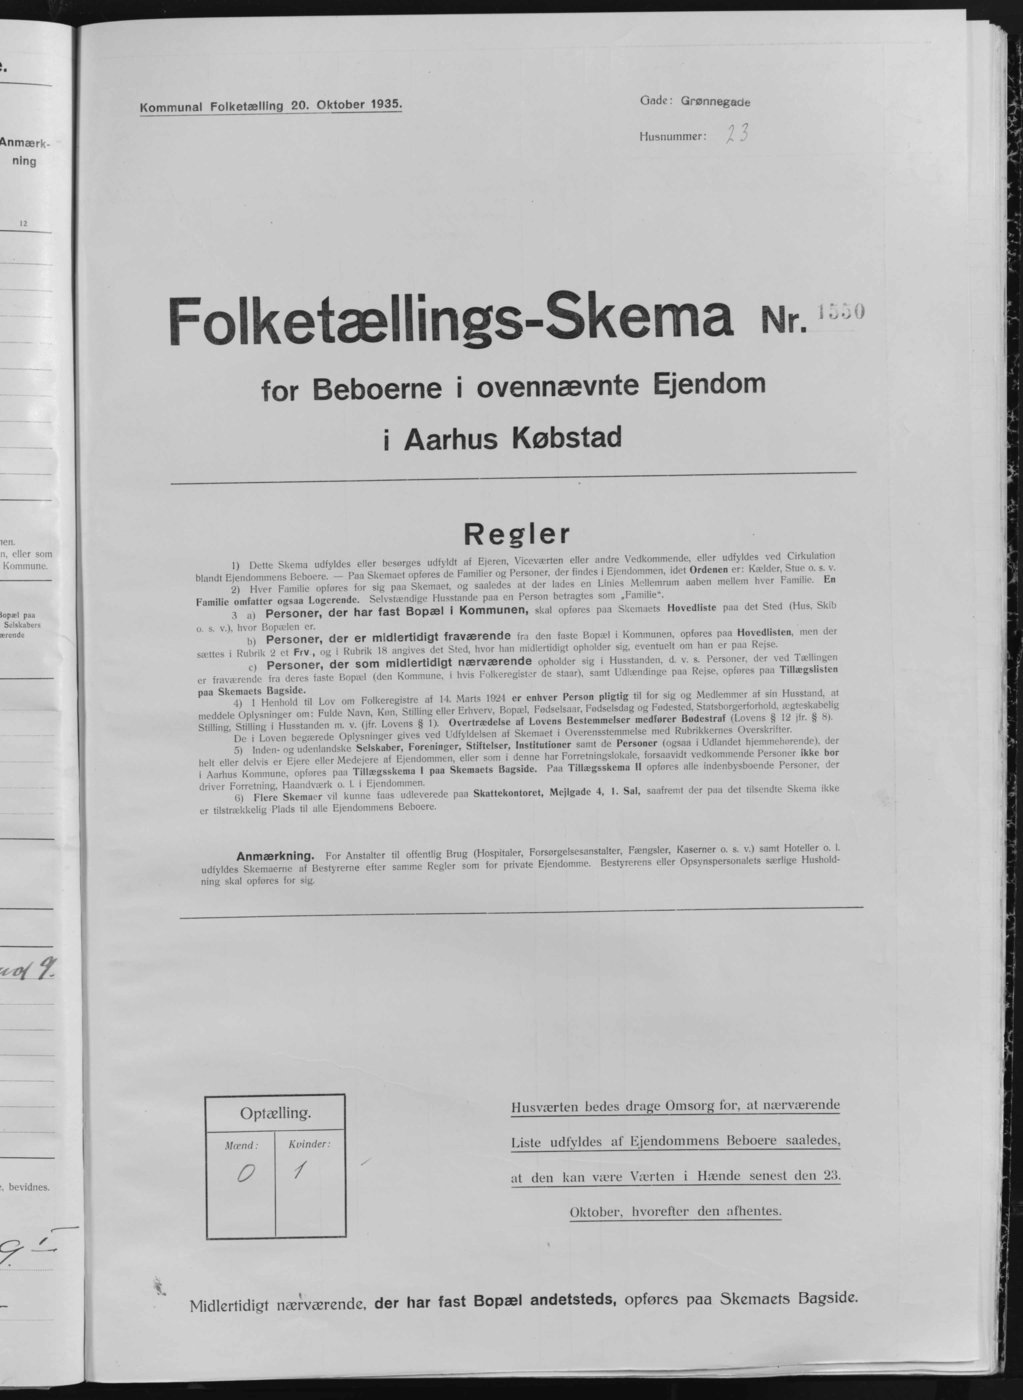 Anmærk-
ning
12
n, eller som
Kommune.
Bopæl paa
Selskabers
bevidnes.
Kommunal Folketælling 20. Oktober 1935.
Gade: Grønnegade
Husnummer: 23
Folketællings-Skema Nr. 1550
for Beboerne i ovennævnte Ejendom
i Aarhus Købstad
Regler
1) Dette Skema udfyldes eller besørges udfyldt af Ejeren, Viceværten eller andre Vedkommende, eller udfyldes ved Cirkulation
blandt Ejendommens Beboere. — Paa Skemaet opføres de Familier og Personer, der findes i Ejendommen, idet Ordenen er: Kælder, Stue o. s. v.
2) Hver Familie opføres for sig paa Skemaet, og saaledes at der lades en Linies Mellemrum aaben mellem hver Familie. En
Familie omfatter ogsaa Logerende. Selvstændige Husstande paa en Person betragtes som „Familie“.
3 a) Personer, der har fast Bopæl i Kommunen, skal opføres paa Skemaets Hovedliste paa det Sted (Hus, Skib
o. s. v.), hvor Bopælen er.
b) Personer, der er midlertidigt fraværende fra den faste Bopæl i Kommunen, opføres paa Hovedlisten, men der
sættes i Rubrik 2 et Frv., og i Rubrik 18 angives det Sted, hvor han midlertidigt opholder sig, eventuelt om han er paa Rejse.
c) Personer, der som midlertidigt nærværende opholder sig i Husstanden, d. v. s. Personer, der ved Tællingen
er fraværende fra deres faste Bopæl (den Kommune, i hvis Folkeregister de staar), samt Udlændinge paa Rejse, opføres paa Tillægslisten
paa Skemaets Bagside.
4) I Henhold til Lov om Folkeregistre af 14. Marts 1924 er enhver Person pligtig til for sig og Medlemmer af sin Husstand, at
meddele Oplysninger om: Fulde Navn, Køn, Stilling eller Erhverv, Bopæl, Fødselsaar, Fødselsdag og Fødested, Statsborgerforhold, ægteskabelig
Stilling, Stilling i Husstanden m. v. (jfr. Lovens § 1). Overtrædelse af Lovens Bestemmelser medfører Bødestraf (Lovens § 12 jfr. § 8).
De i Loven begærede Oplysninger gives ved Udfyldelsen af Skemaet i Overensstemmelse med Rubrikkernes Overskrifter.
5) Inden- og udenlandske Selskaber, Foreninger, Stiftelser, Institutioner samt de Personer (ogsaa i Udlandet hjemmehørende), der
helt eller delvis er Ejere eller Medejere af Ejendommen, eller som i denne har Forretningslokale, forsaavidt vedkommende Personer ikke bor
i Aarhus Kommune, opføres paa Tillægsskema I paa Skemaets Bagside. Paa Tillægsskema II opføres alle indenbysboende Personer, der
driver Forretning, Haandværk o. l. i Ejendommen.
6) Flere Skemaer vil kunne faas udleverede paa Skattekontoret, Mejlgade 4, 1. Sal, saafremt der paa det tilsendte Skema ikke
er tilstrækkelig Plads til alle Ejendommens Beboere.
Anmærkning. For Anstalter til offentlig Brug (Hospitaler, Forsørgelsesanstalter, Fængsler, Kaserner o. s. v.) samt Hoteller o. l.
udfyldes Skemaerne af Bestyrerne efter samme Regler som for private Ejendomme. Bestyrerens eller Opsynspersonalets særlige Hushold-
ning skal opføres for sig.
Optælling.
Mænd: Kvinder:
0 1
Husværten bedes drage Omsorg for, at nærværende
Liste udfyldes af Ejendommens Beboere saaledes,
at den kan være Værten i Hænde senest den 23.
Oktober, hvorefter den afhentes.
Midlertidigt nærværende, der har fast Bopæl andetsteds, opføres paa Skemaets Bagside.